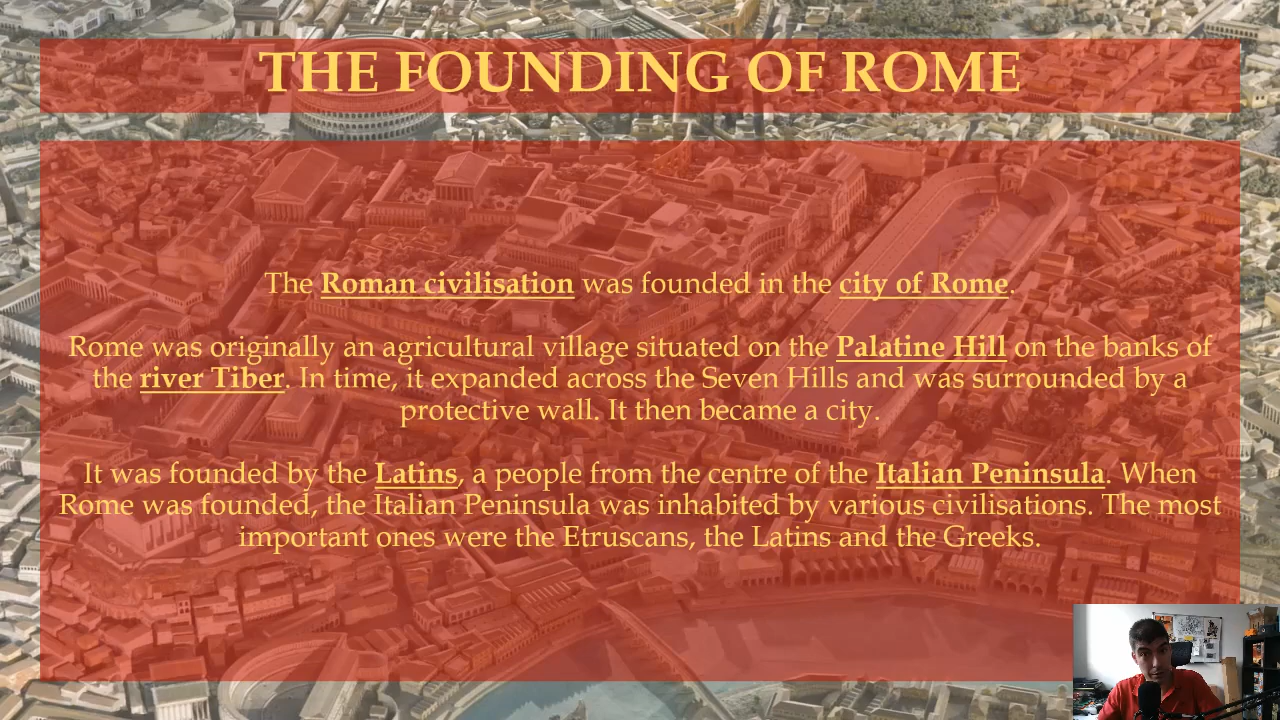 THE FOUNDING OF ROME
The Roman civilisation was founded in the city of Rome.
Rome was originally an agricultural village situated on the Palatine Hill on the banks of
the river Tiber. In time, it expanded across the Seven Hills and was surrounded by a
protective wall. It then became a city.
It was founded by the Latins, a people from the centre of the Italian Peninsula. When
Rome was founded, the Italian Peninsula was inhabited by various civilisations. The most
important ones were the Etruscans, the Latins and the Greeks.